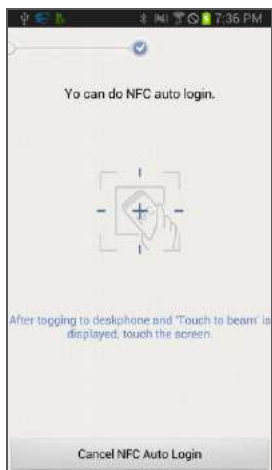 7:36 PM
Yo can do NFC auto login.
After togging to deskphone and 'Touch to beam' is
displayed, touch the screen.
Cancel NFC Auto Login